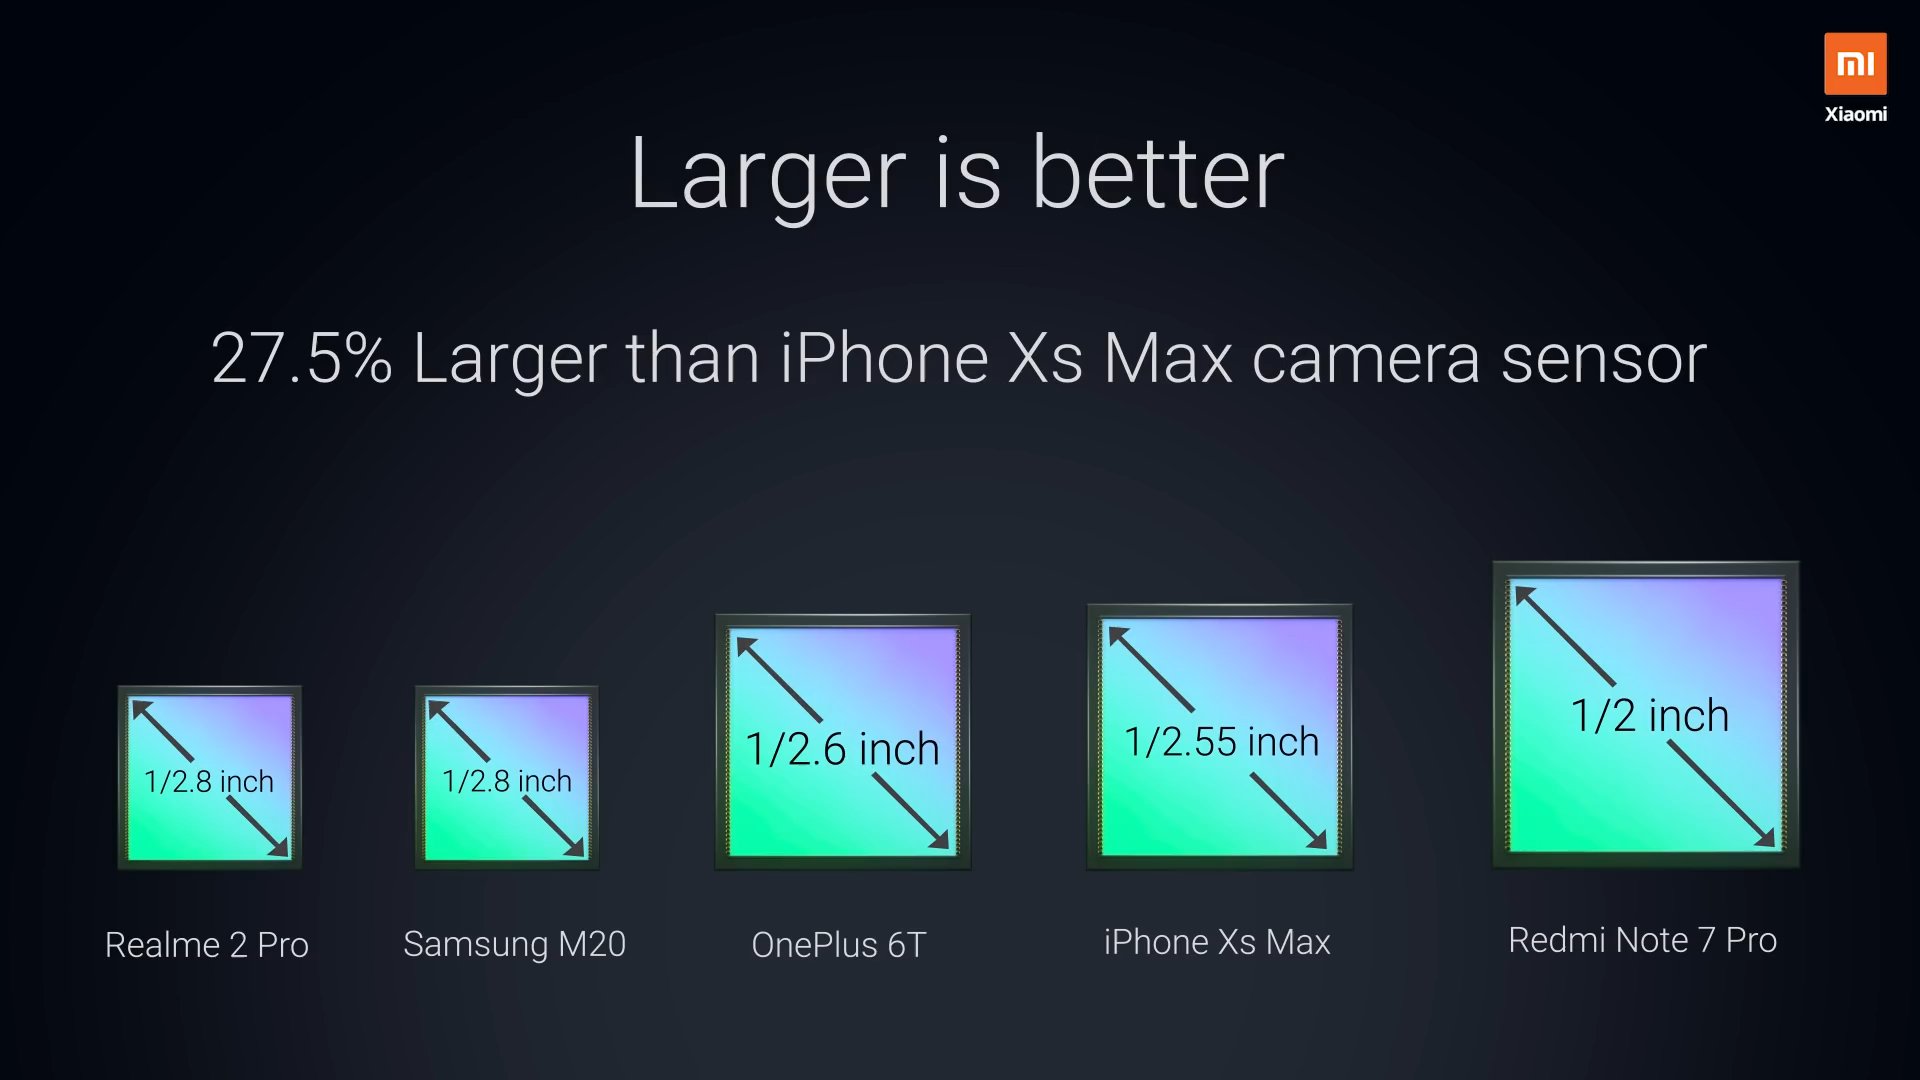 mi
Xiaomi
Larger is better
27.5% Larger than iPhone Xs Max camera sensor
1/2.8 inch
1/2.8 inch
1/2.6 inch
1/2.55 inch
1/2 inch
Realme 2 Pro
Samsung M20
OnePlus 6T
iPhone Xs Max
Redmi Note 7 Pro